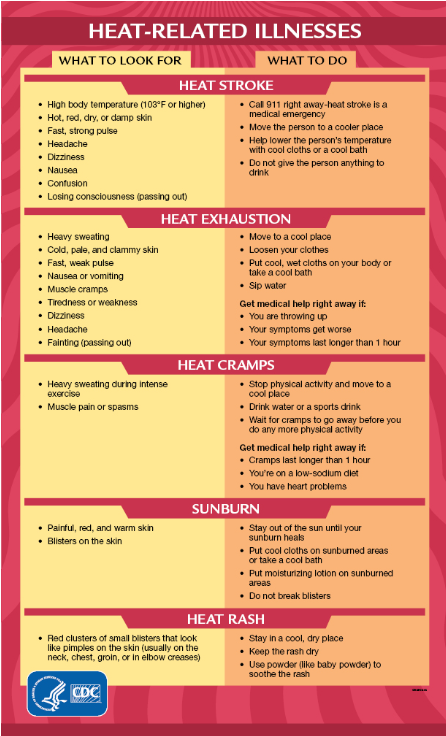 HEAT-RELATED ILLNESSES
WHAT TO LOOK FOR
WHAT TO DO
HEAT STROKE
• High body temperature (103°F or higher)
• Hot, red, dry, or damp skin
• Fast, strong pulse
• Headache
• Dizziness
• Nausea
• Confusion
• Losing consciousness (passing out)
• Call 911 right away-heat stroke is a
medical emergency
• Move the person to a cooler place
• Help lower the person's temperature
with cool cloths or a cool bath
• Do not give the person anything to
drink
HEAT EXHAUSTION
• Heavy sweating
• Cold, pale, and clammy skin
• Fast, weak pulse
• Nausea or vomiting
• Muscle cramps
• Tiredness or weakness
• Dizziness
• Headache
• Fainting (passing out)
• Move to a cool place
• Loosen your clothes
• Put cool, wet cloths on your body or
take a cool bath
• Sip water
Get medical help right away if:
• You are throwing up
• Your symptoms get worse
• Your symptoms last longer than 1 hour
HEAT CRAMPS
• Heavy sweating during intense
exercise
• Muscle pain or spasms
• Stop physical activity and move to a
cool place
• Drink water or a sports drink
• Wait for cramps to go away before you
do any more physical activity
Get medical help right away if:
• Cramps last longer than 1 hour
• You're on a low-sodium diet
• You have heart problems
SUNBURN
• Painful, red, and warm skin
• Blisters on the skin
• Stay out of the sun until your
sunburn heals
• Put cool cloths on sunburned areas
or take a cool bath
• Put moisturizing lotion on sunburned
areas
• Do not break blisters
HEAT RASH
• Red clusters of small blisters that look
like pimples on the skin (usually on the
neck, chest, groin, or in elbow creases)
• Stay in a cool, dry place
• Keep the rash dry
• Use powder (like baby powder) to
soothe the rash
CDC